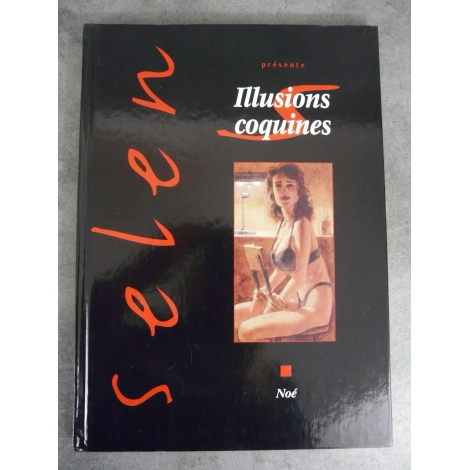 selen
présente
Illusions
coquines
Noé